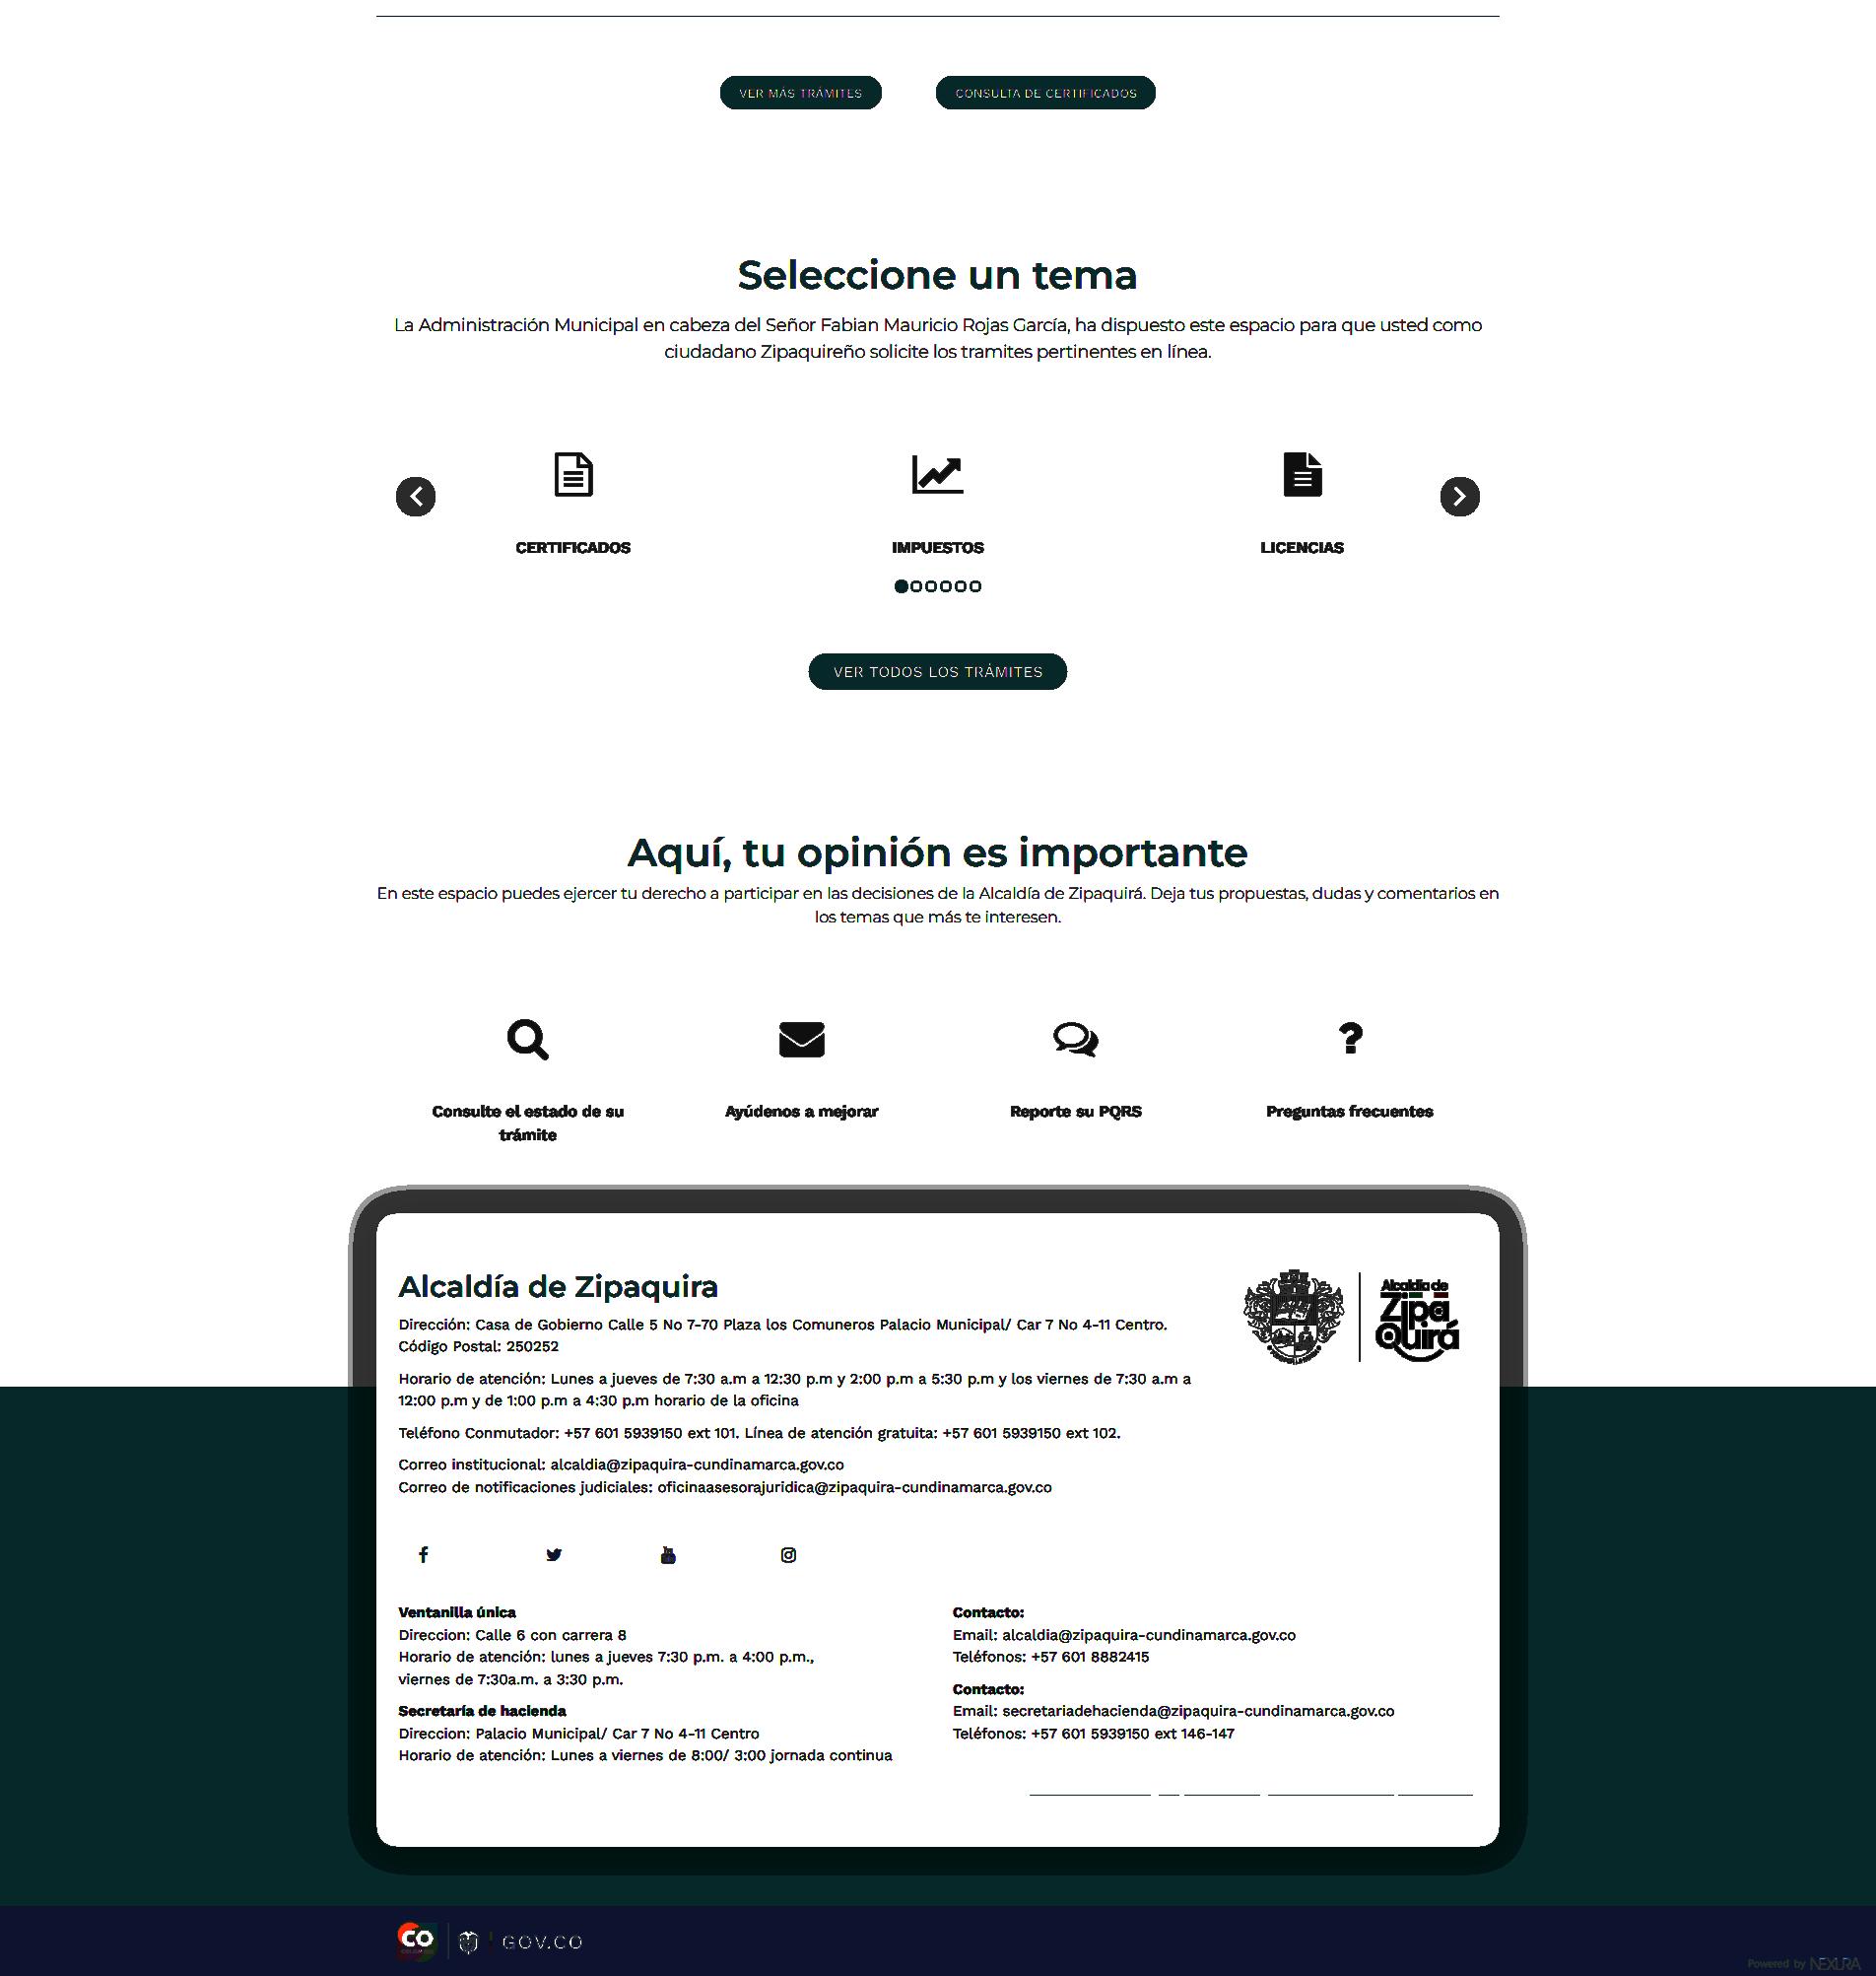 VER MÁS TRÁMITES
CONSULTA DE CERTIFICADOS
Seleccione un tema
La Administración Municipal en cabeza del Señor Fabian Mauricio Rojas García, ha dispuesto este espacio para que usted como
ciudadano Zipaquireño solicite los tramites pertinentes en línea.
CERTIFICADOS
IMPUESTOS
LICENCIAS
VER TODOS LOS TRÁMITES
Aquí, tu opinión es importante
En este espacio puedes ejercer tu derecho a participar en las decisiones de la Alcaldía de Zipaquirá. Deja tus propuestas, dudas y comentarios en
los temas que más te interesen.
Consulte el estado de su
trámite
Ayúdenos a mejorar
Reporte su PQRS
Preguntas frecuentes
Alcaldía de Zipaquira
Alcaldía de
Zipa
Quirá
Dirección: Casa de Gobierno Calle 5 No 7-70 Plaza los Comuneros Palacio Municipal/ Car 7 No 4-11 Centro.
Código Postal: 250252
Horario de atención: Lunes a jueves de 7:30 a.m a 12:30 p.m y 2:00 p.m a 5:30 p.m y los viernes de 7:30 a.m a
12:00 p.m y de 1:00 p.m a 4:30 p.m horario de la oficina
Teléfono Conmutador: +57 601 5939150 ext 101. Línea de atención gratuita: +57 601 5939150 ext 102.
Correo institucional: alcaldia@zipaquira-cundinamarca.gov.co
Correo de notificaciones judiciales: oficinaasesorajuridica@zipaquira-cundinamarca.gov.co
Ventanilla única
Direccion: Calle 6 con carrera 8
Horario de atención: lunes a jueves 7:30 p.m. a 4:00 p.m.,
viernes de 7:30a.m. a 3:30 p.m.
Secretaría de hacienda
Direccion: Palacio Municipal/ Car 7 No 4-11 Centro
Horario de atención: Lunes a viernes de 8:00/ 3:00 jornada continua
Contacto:
Email: alcaldia@zipaquira-cundinamarca.gov.co
Teléfonos: +57 601 8882415
Contacto:
Email: secretariadehacienda@zipaquira-cundinamarca.gov.co
Teléfonos: +57 601 5939150 ext 146-147
CO
GOV.CO
Powered by NEXURA